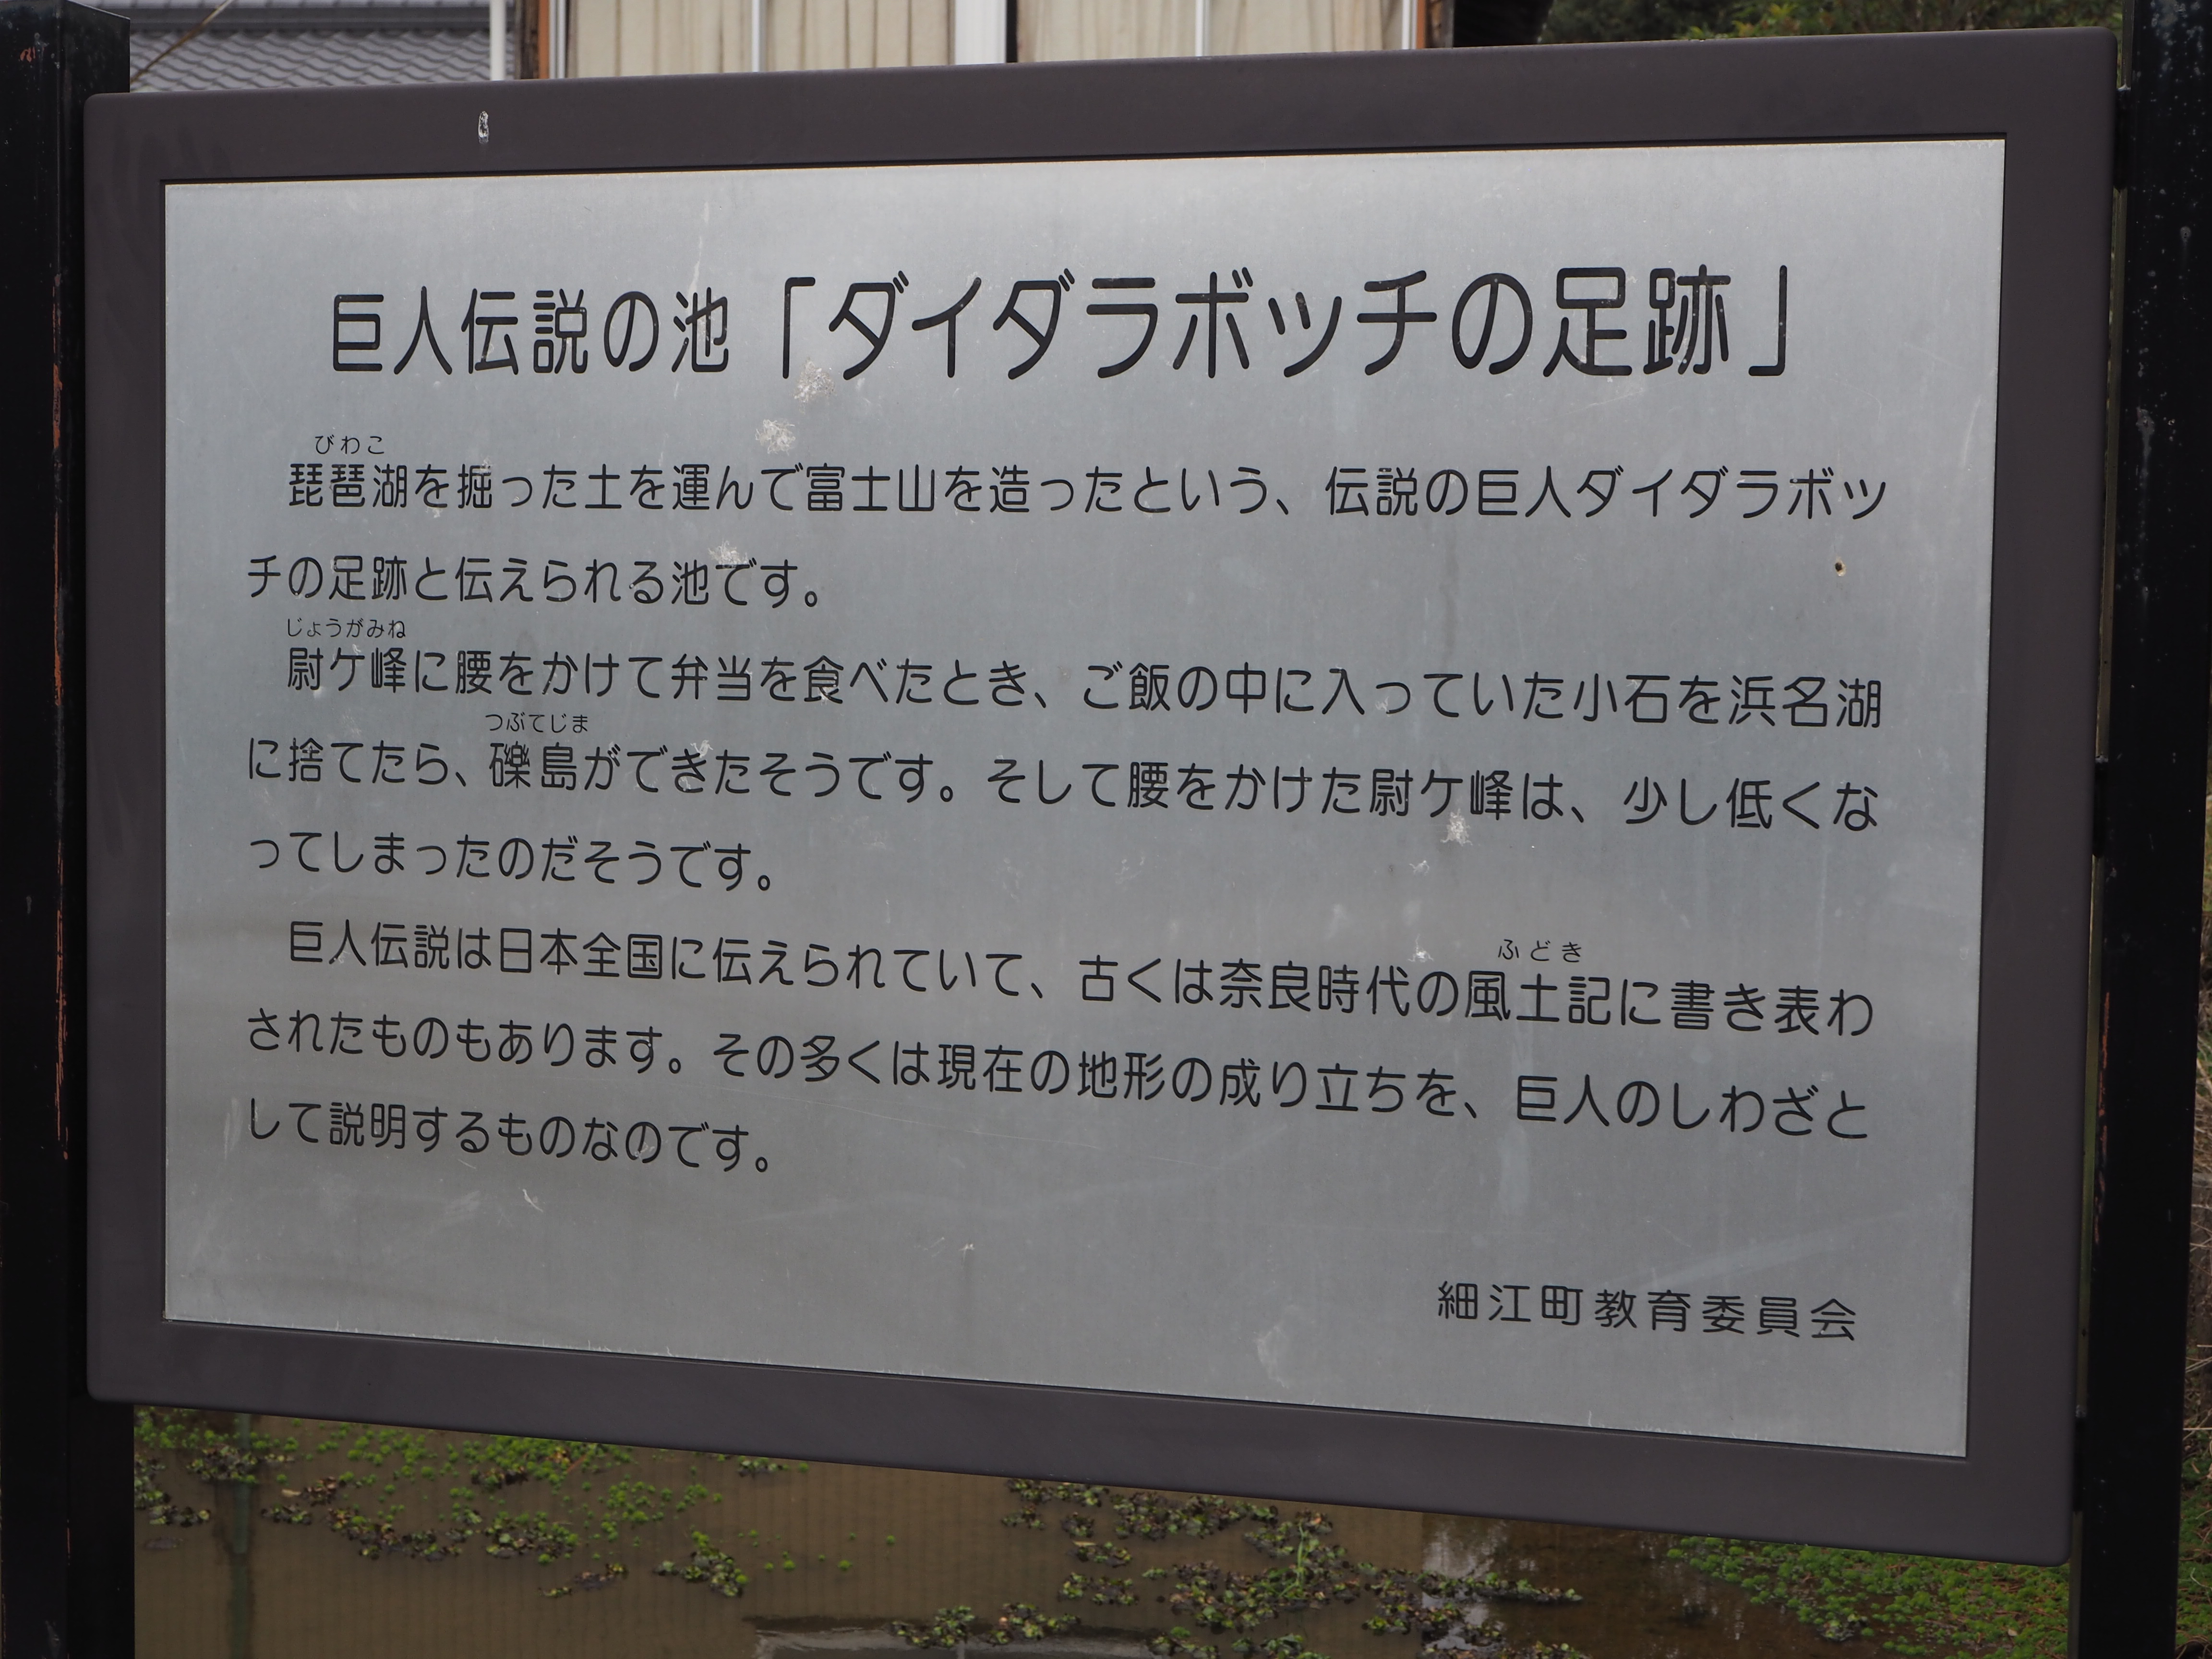 巨人伝説の池「ダイダラボッチの足跡」
びわこ
琵琶湖を掘った土を運んで富士山を造ったという、伝説の巨人ダイダラボッ
チの足跡と伝えられる池です。
じょうがみね
尉ケ峰に腰をかけて弁当を食べたとき、ご飯の中に入っていた小石を浜名湖
つぶてじま
に捨てたら、礫島ができたそうです。そして腰をかけた尉ケ峰は、少し低くな
ってしまったのだそうです。
ふどき
巨人伝説は日本全国に伝えられていて、古くは奈良時代の風土記に書き表わ
されたものもあります。その多くは現在の地形の成り立ちを、巨人のしわざと
して説明するものなのです。
細江町教育委員会